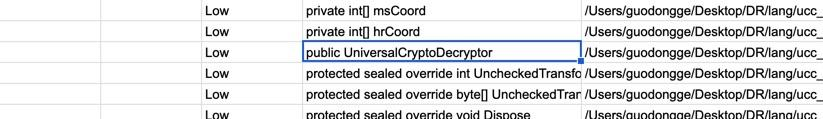 Low private int[] msCoord /Users/guodongge/Desktop/DR/lang/ucc_
Low private int[] hrCoord /Users/guodongge/Desktop/DR/lang/ucc_
Low public UniversalCryptoDecryptor /Users/guodongge/Desktop/DR/lang/ucc_
Low protected sealed override int UncheckedTransfo /Users/guodongge/Desktop/DR/lang/ucc_
Low protected sealed override byte[] UncheckedTran /Users/guodongge/Desktop/DR/lang/ucc_
Low protected sealed override void Dispose /Users/guodongge/Desktop/DR/lang/ucc_